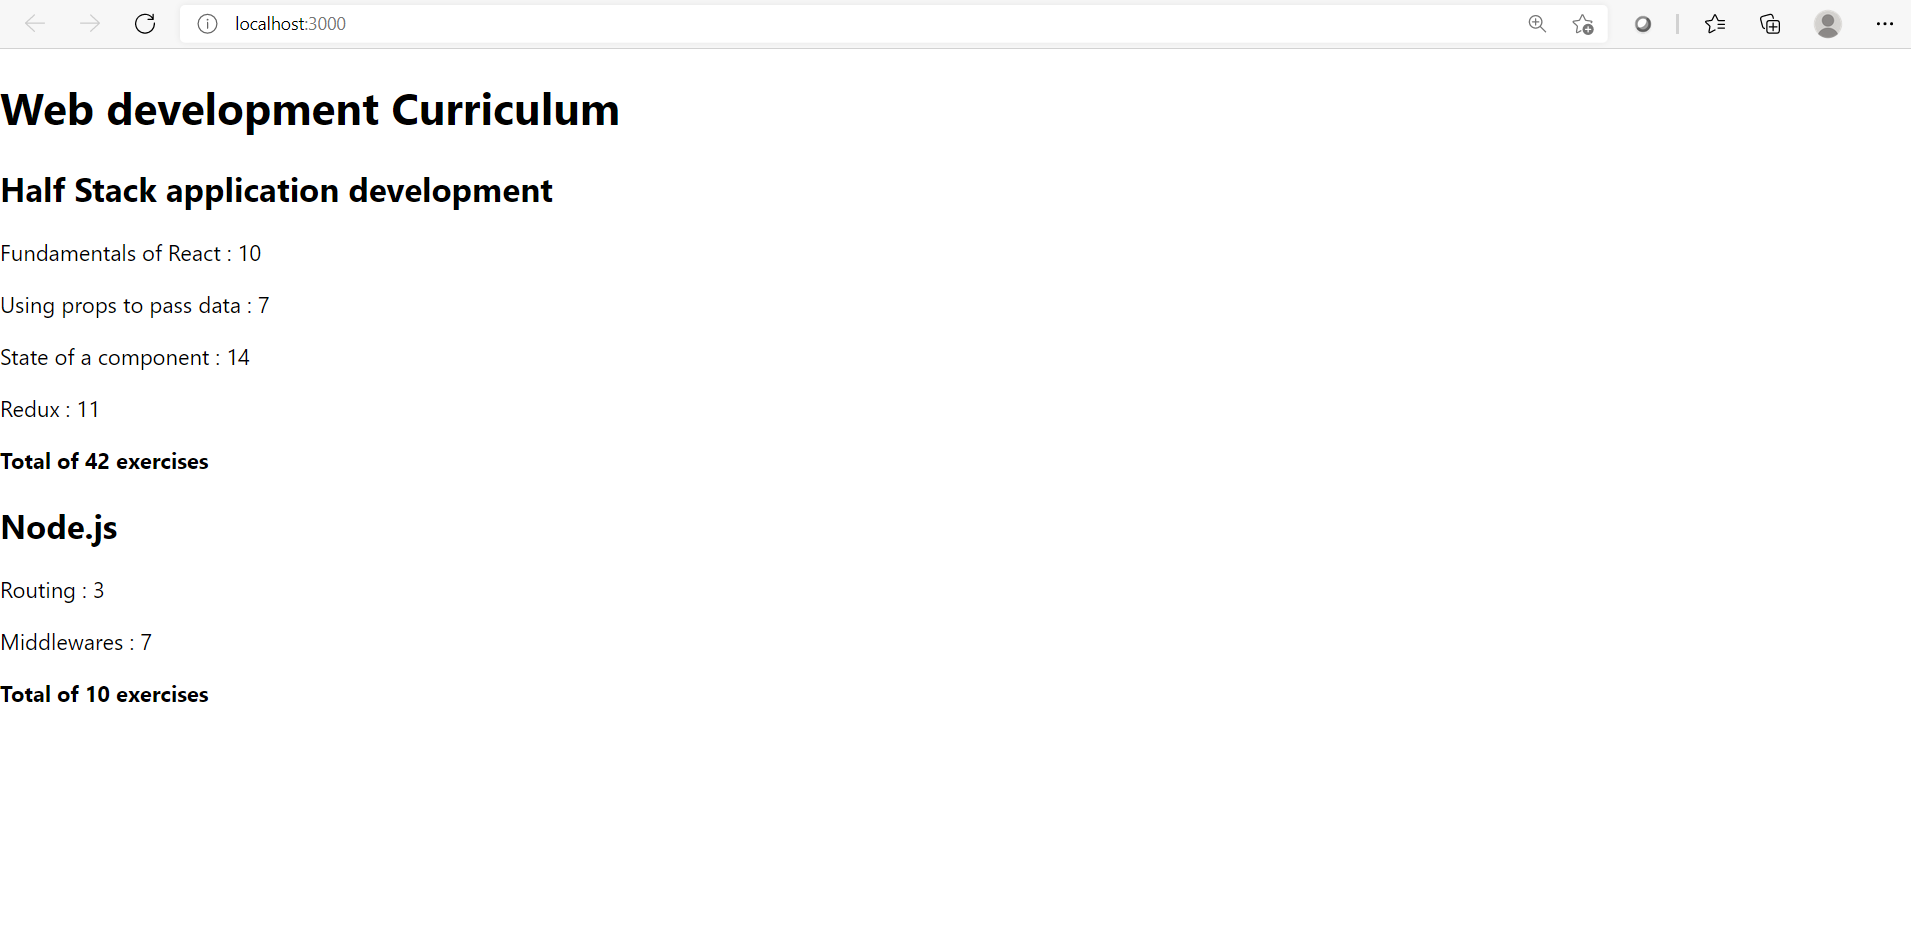 localhost:3000
Web development Curriculum
Half Stack application development
Fundamentals of React : 10
Using props to pass data : 7
State of a component : 14
Redux : 11
Total of 42 exercises
Node.js
Routing : 3
Middlewares : 7
Total of 10 exercises